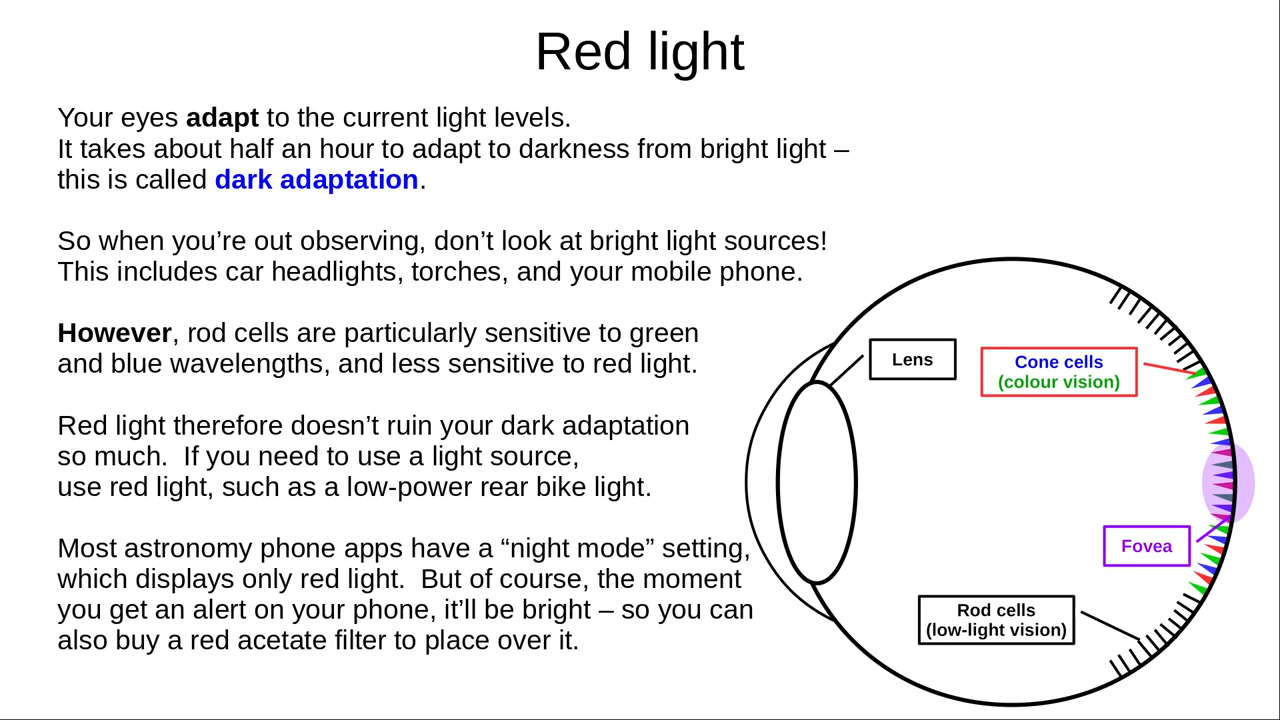 Red light
Your eyes adapt to the current light levels.
It takes about half an hour to adapt to darkness from bright light –
this is called dark adaptation.
So when you’re out observing, don’t look at bright light sources!
This includes car headlights, torches, and your mobile phone.
However, rod cells are particularly sensitive to green
and blue wavelengths, and less sensitive to red light.
Red light therefore doesn’t ruin your dark adaptation
so much.  If you need to use a light source,
use red light, such as a low-power rear bike light.
Most astronomy phone apps have a “night mode” setting,
which displays only red light.  But of course, the moment
you get an alert on your phone, it’ll be bright – so you can
also buy a red acetate filter to place over it.
Lens
Cone cells
(colour vision)
Fovea
Rod cells
(low-light vision)